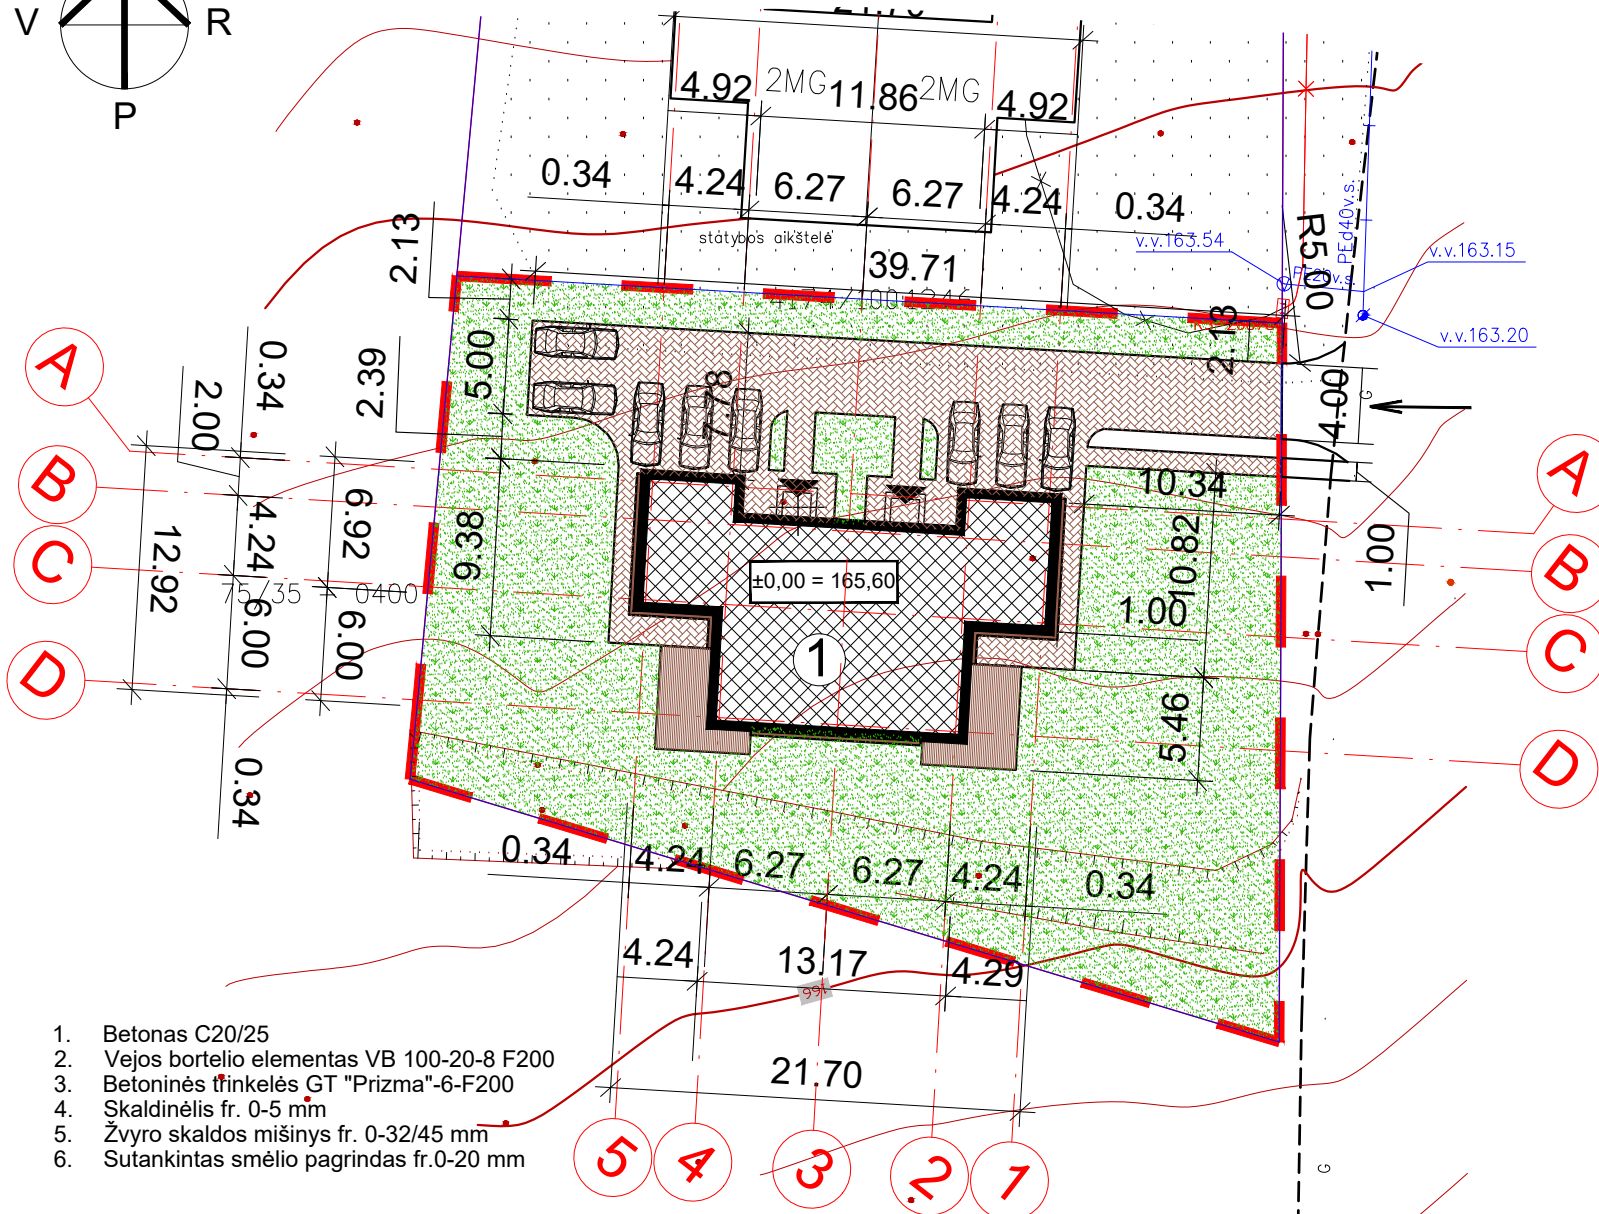 V
R
P
21.70
4.92
2MG
11.86
2MG
4.92
0.34
4.24
6.27
6.27
4.24
0.34
statybos aikštelė
39.71
2.13
R5.00
PEd40v.s.
v.v.163.54
v.v.163.15
v.v.163.20
2.13
4.00
G
A
B
C
D
0.34
2.00
2.39
5.00
7.78
12.92
4.24
6.92
9.38
6.00
6.00
0.34
±0,00 = 165,60
1
10.34
10.82
1.00
1.00
5.46
A
B
C
D
0400
0.34
4.24
6.27
6.27
4.24
0.34
4.24
13.17
4.29
166
21.70
5
4
3
2
1
G
1. Betonas C20/25
2. Vejos bortelio elementas VB 100-20-8 F200
3. Betoninės trinkelės GT "Prizma"-6-F200
4. Skaldinėlis fr. 0-5 mm
5. Žvyro skaldos mišinys fr. 0-32/45 mm
6. Sutankintas smėlio pagrindas fr.0-20 mm